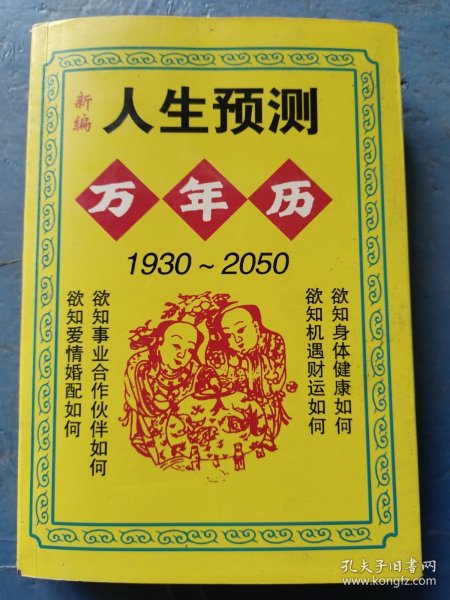 新编
人生预测
万年历
1930~2050
欲知身体健康如何
欲知机遇财运如何
欲知事业合作伙伴如何
欲知爱情婚配如何
孔夫子旧书网
www.kongfz.com